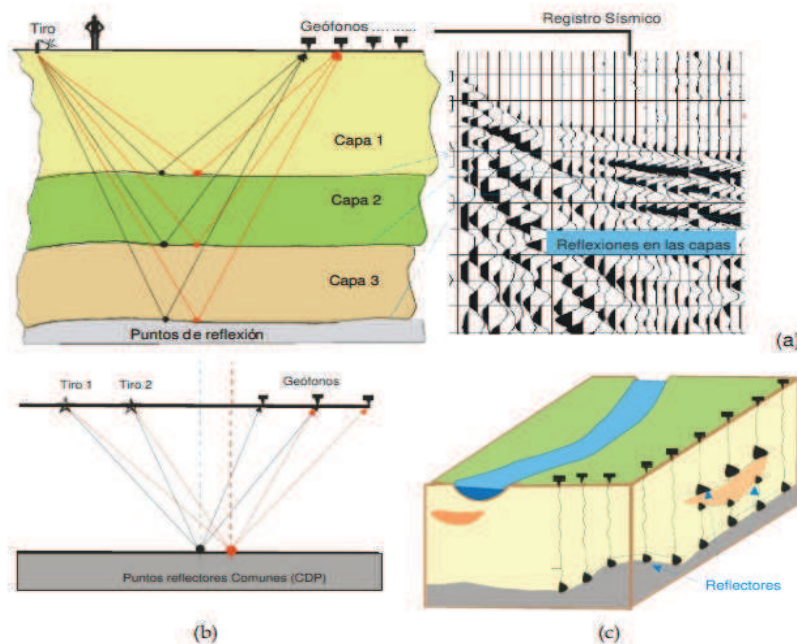 Tiro
Geófonos
Registro Sísmico
Capa 1
Capa 2
Reflexiones en las capas
Capa 3
Puntos de reflexión
(a)
Tiro 1
Tiro 2
Geófonos
Puntos reflectores Comunes (CDP)
Reflectores
(b)
(c)